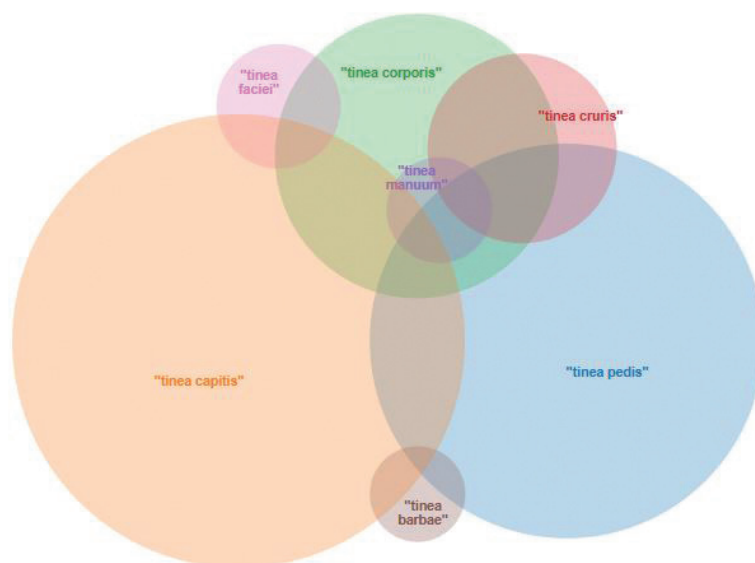 "tinea
faciei"
"tinea corporis"
"tinea cruris"
"tinea
manuum"
"tinea capitis"
"tinea pedis"
"tinea
barbae"